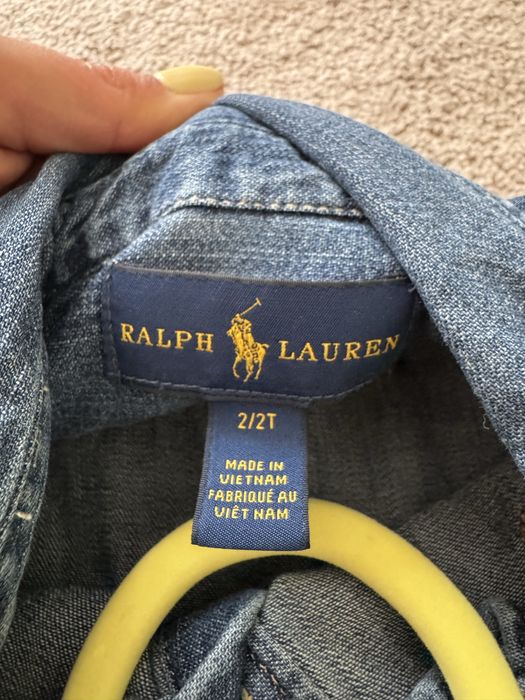 RALPH LAUREN
2/2T
MADE IN
VIETNAM
FABRIQUÉ AU
VIÊT NAM